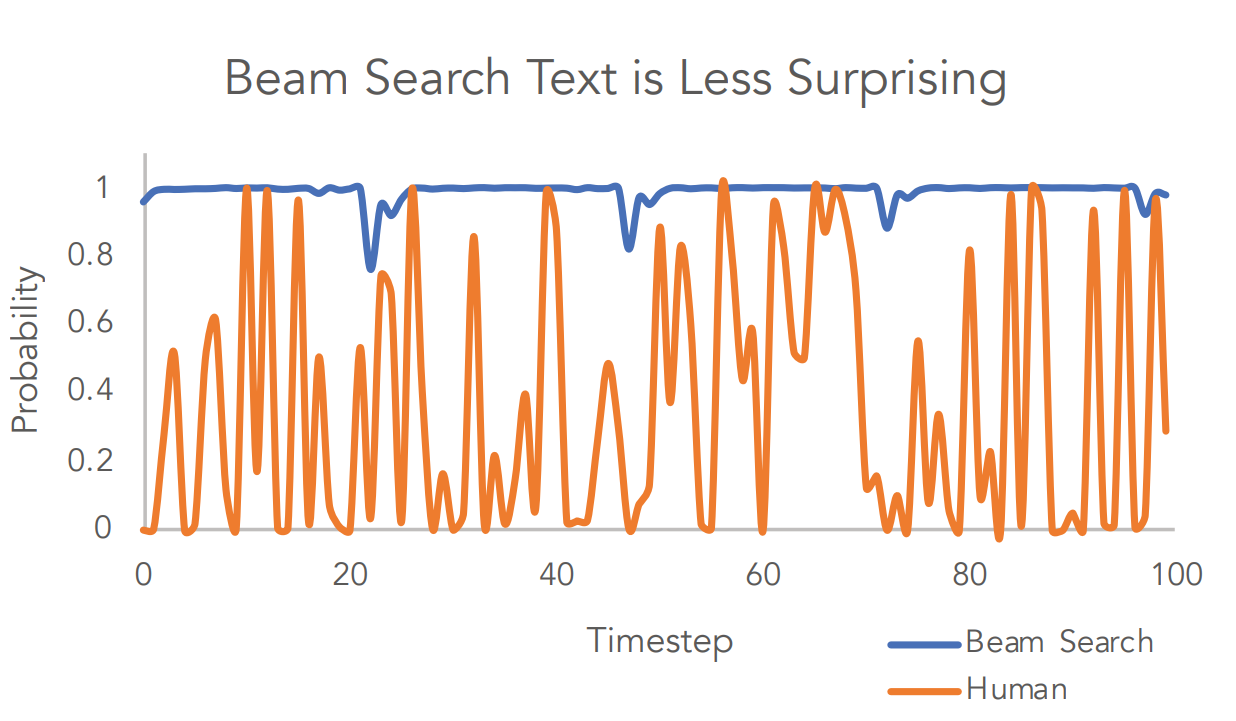 Beam Search Text is Less Surprising
1
0.8
0.6
0.4
0.2
0
Probability
0 20 40 60 80 100
Timestep
Beam Search
Human